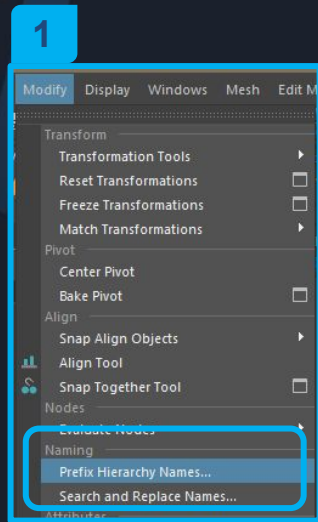 1
Modify Display Windows Mesh Edit M
Transform
Transformation Tools
Reset Transformations
Freeze Transformations
Match Transformations
Pivot
Center Pivot
Bake Pivot
Align
Snap Align Objects
Align Tool
Snap Together Tool
Nodes
Evaluate Nodes
Naming
Prefix Hierarchy Names...
Search and Replace Names...
Attributes